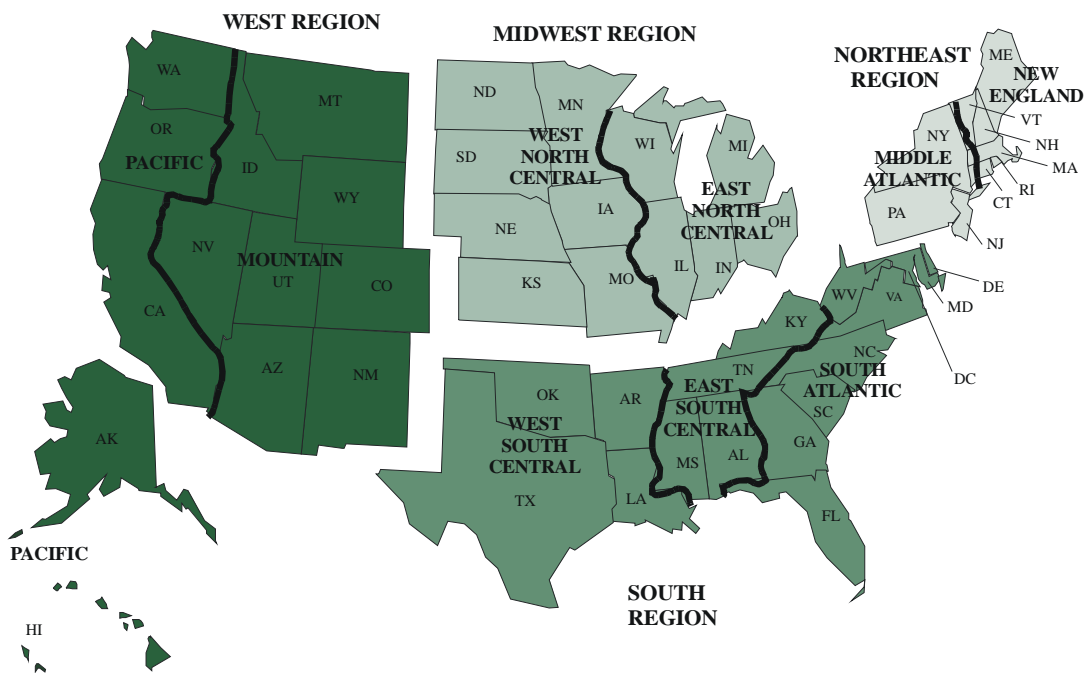 WEST REGION
MIDWEST REGION
NORTHEAST
REGION
NEW
ENGLAND
MIDDLE
ATLANTIC
PACIFIC
MOUNTAIN
WEST
NORTH
CENTRAL
EAST
NORTH
CENTRAL
WEST
SOUTH
CENTRAL
EAST
SOUTH
CENTRAL
SOUTH
ATLANTIC
SOUTH
REGION
PACIFIC
WA
OR
CA
MT
ID
WY
NV
UT
CO
AZ
NM
AK
HI
ND
MN
SD
NE
IA
KS
MO
WI
MI
IL
IN
OH
ME
VT
NH
MA
RI
CT
NY
PA
NJ
OK
TX
AR
LA
KY
TN
MS
AL
WV
VA
DE
MD
DC
NC
SC
GA
FL